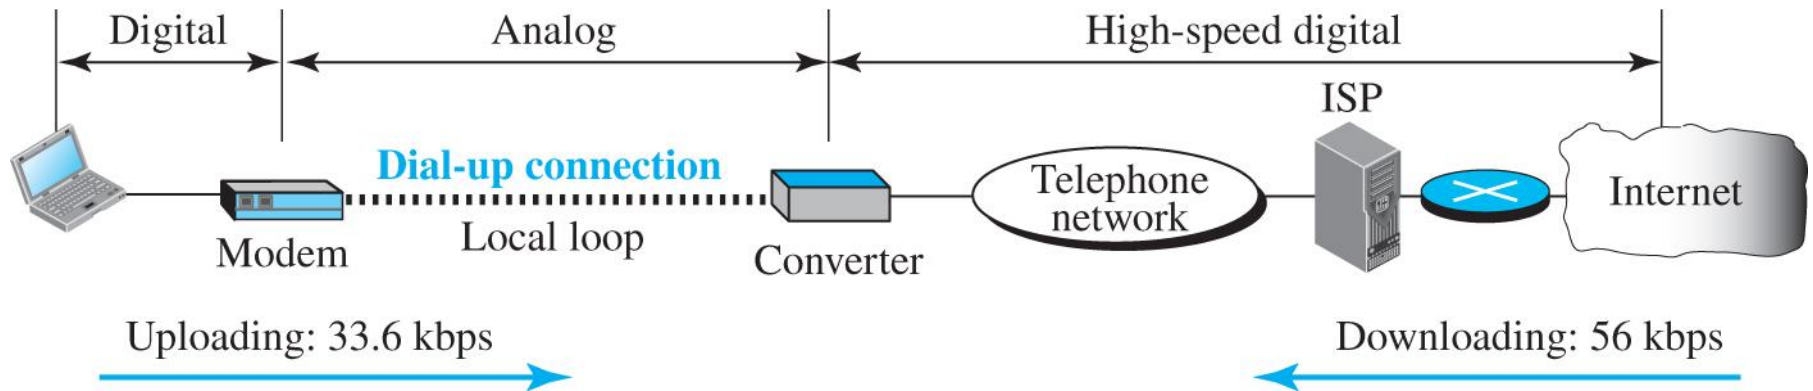 Digital
Analog
High-speed digital
ISP
Dial-up connection
Telephone
network
Internet
Local loop
Modem
Converter
Uploading: 33.6 kbps
Downloading: 56 kbps